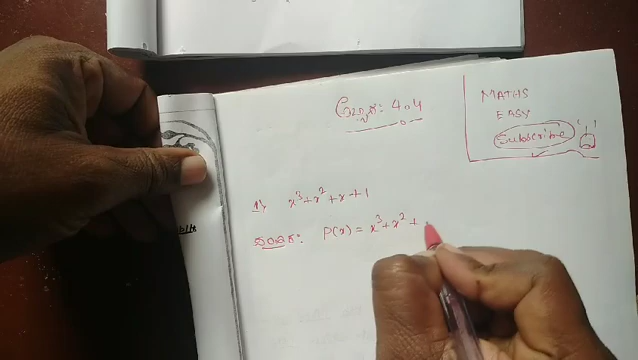 4.4
MATHS
EASY
Subscribe
1) x³+x²+x+1
P(x) = x³+x²+